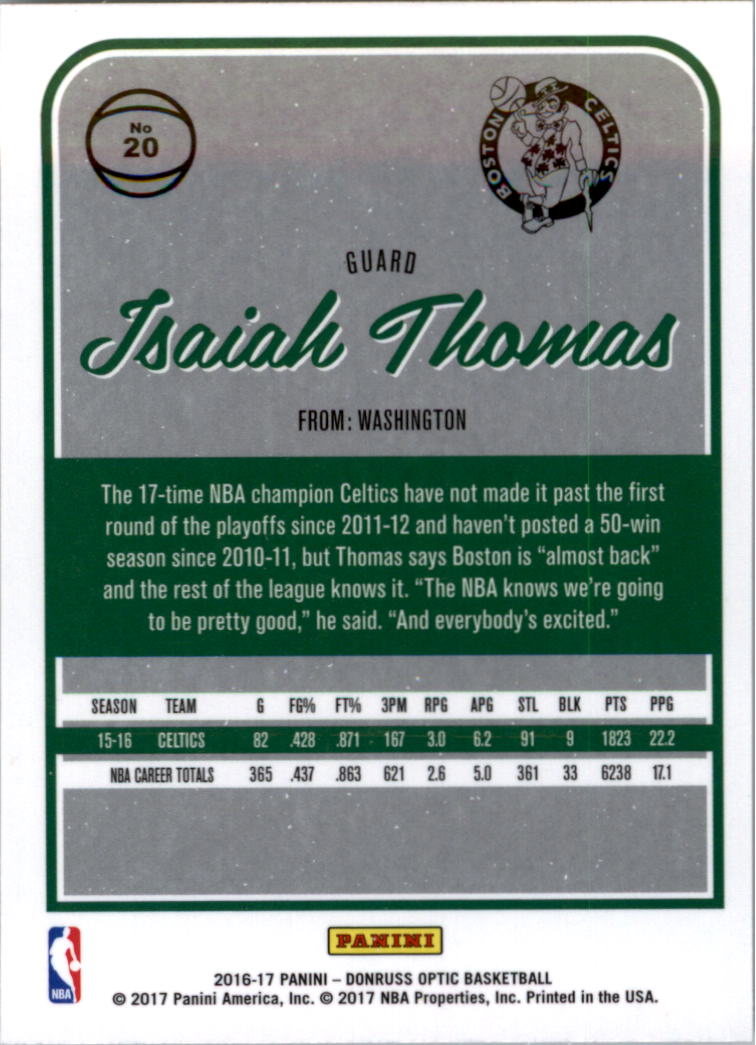 No
20
BOSTON CELTICS
GUARD
Isaiah Thomas
FROM: WASHINGTON
The 17-time NBA champion Celtics have not made it past the first
round of the playoffs since 2011-12 and haven't posted a 50-win
season since 2010-11, but Thomas says Boston is "almost back"
and the rest of the league knows it. "The NBA knows we're going
to be pretty good," he said. "And everybody's excited."
SEASON TEAM G FG% FT% 3PM RPG APG STL BLK PTS PPG
15-16 CELTICS 82 .428 .871 167 3.0 6.2 91 9 1823 22.2
NBA CAREER TOTALS 365 .437 .863 621 2.6 5.0 361 33 6238 17.1
PANINI
NBA
2016-17 PANINI – DONRUSS OPTIC BASKETBALL
© 2017 Panini America, Inc. © 2017 NBA Properties, Inc. Printed in the USA.